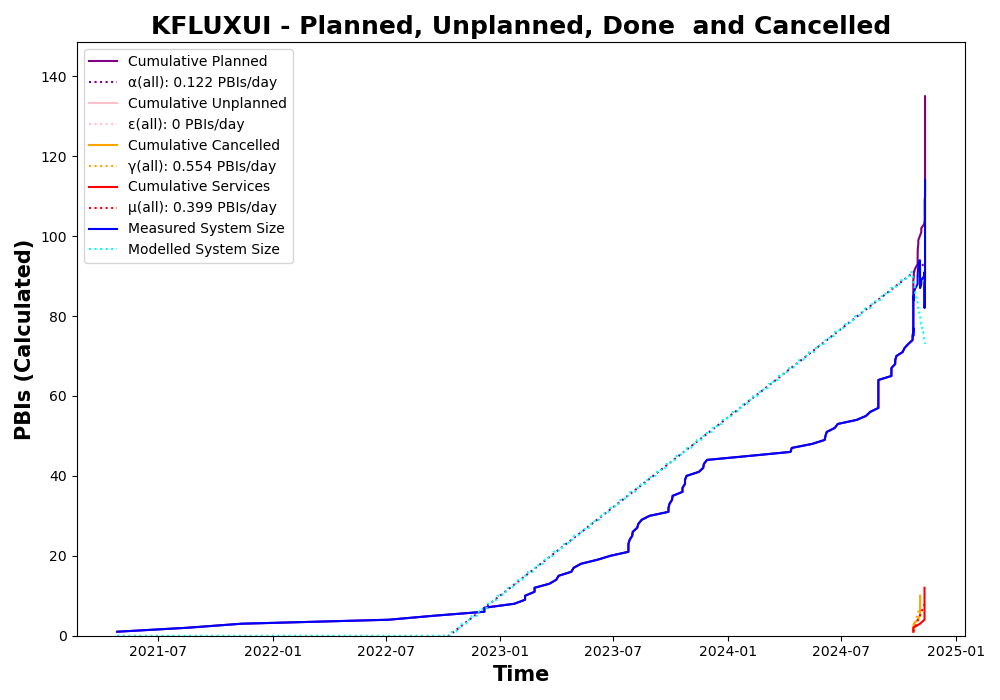 KFLUXUI - Planned, Unplanned, Done  and Cancelled
Cumulative Planned
α(all): 0.122 PBIs/day
Cumulative Unplanned
ε(all): 0 PBIs/day
Cumulative Cancelled
γ(all): 0.554 PBIs/day
Cumulative Services
μ(all): 0.399 PBIs/day
Measured System Size
Modelled System Size
PBIs (Calculated)
140
120
100
80
60
40
20
0
2021-07
2022-01
2022-07
2023-01
2023-07
2024-01
2024-07
2025-01
Time